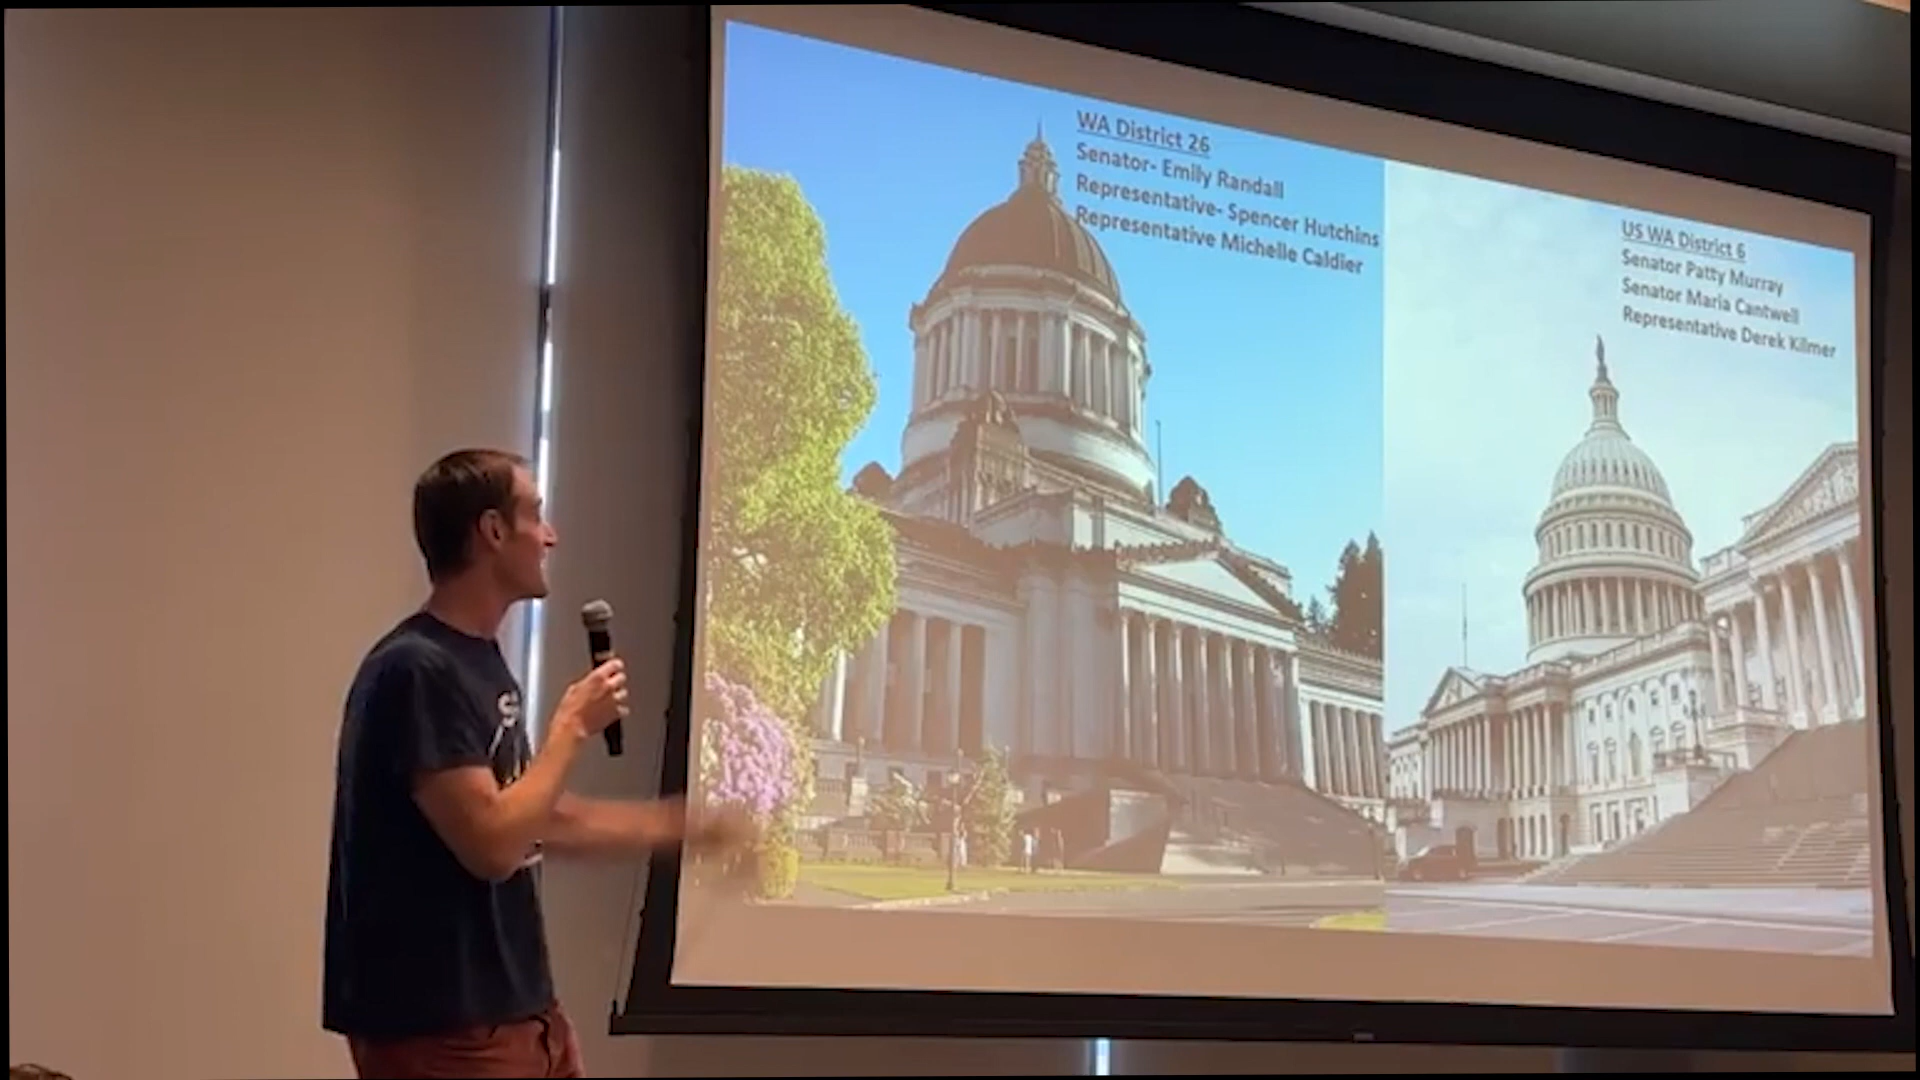 WA District 26
Senator- Emily Randall
Representative- Spencer Hutchins
Representative Michelle Caldier
US WA District 6
Senator Patty Murray
Senator Maria Cantwell
Representative Derek Kilmer